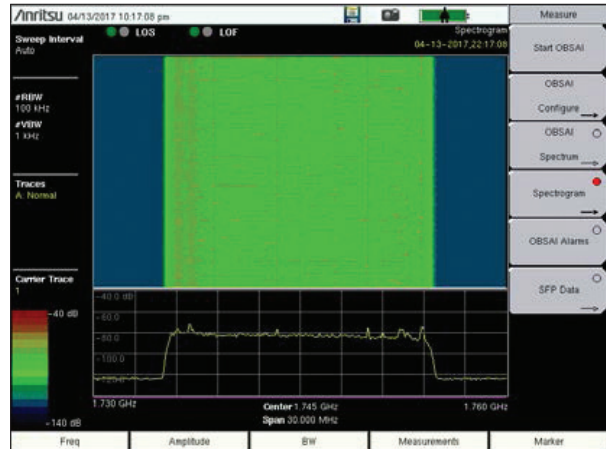 Anritsu 04/13/2017 10:17:08 pm
Measure
Sweep Interval
Auto
LOS
LOF
Spectrogram
04-13-2017,22:17:08
Start OBSAI
OBSAI
Configure
#RBW
100 kHz
#VBW
1 kHz
OBSAI
Spectrum
Traces
A: Normal
Spectrogram
OBSAI Alarms
Carrier Trace
1
SFP Data
-40 dB
-40.0 dB
-60.0
-80.0
-100.0
-120.0
-140 dB
1.730 GHz
Center 1.745 GHz
1.760 GHz
Span 30.000 MHz
Freq
Amplitude
BW
Measurements
Marker